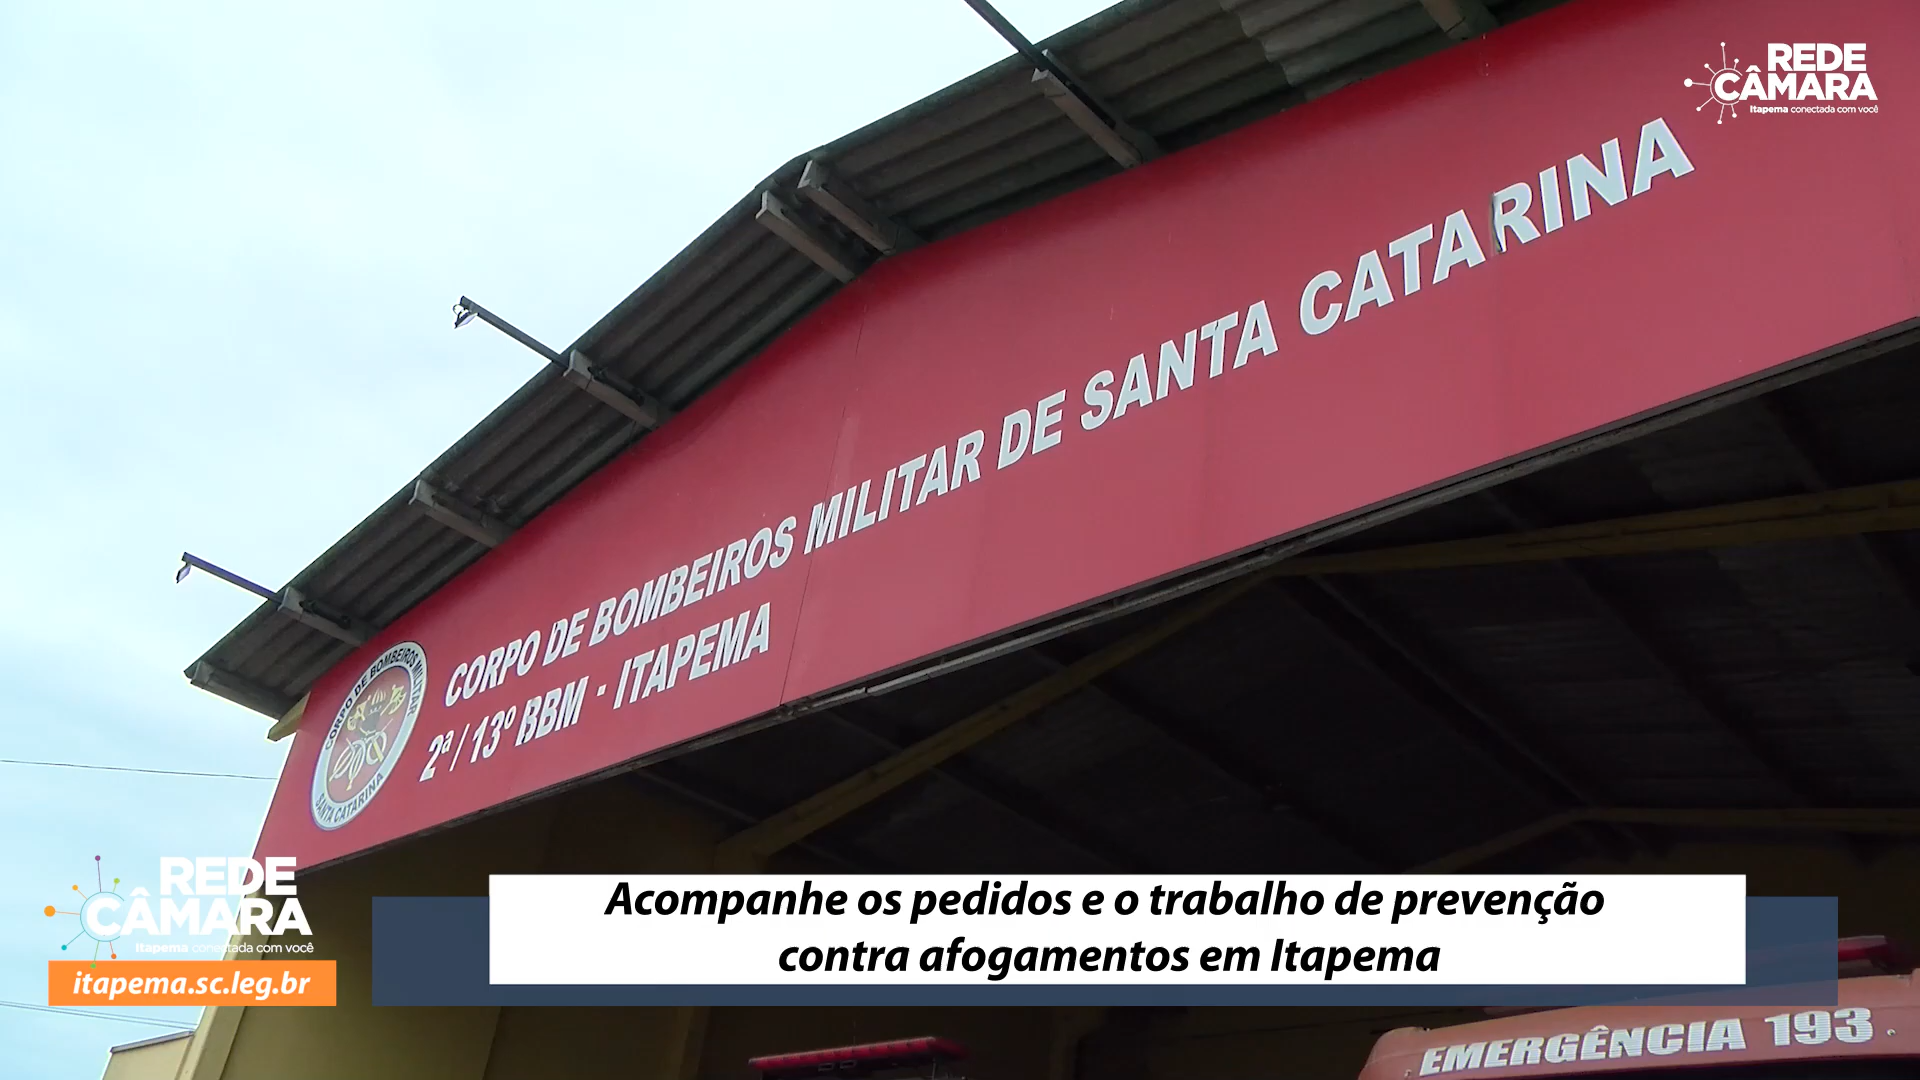 REDE
CÂMARA
Itapema conectada com você
CORPO DE BOMBEIROS MILITAR DE SANTA CATARINA
2ª/13º BBM - ITAPEMA
CORPO DE BOMBEIROS MILITAR
SANTA CATARINA
REDE
CÂMARA
Itapema conectada com você
itapema.sc.leg.br
Acompanhe os pedidos e o trabalho de prevenção
contra afogamentos em Itapema
EMERGÊNCIA 193